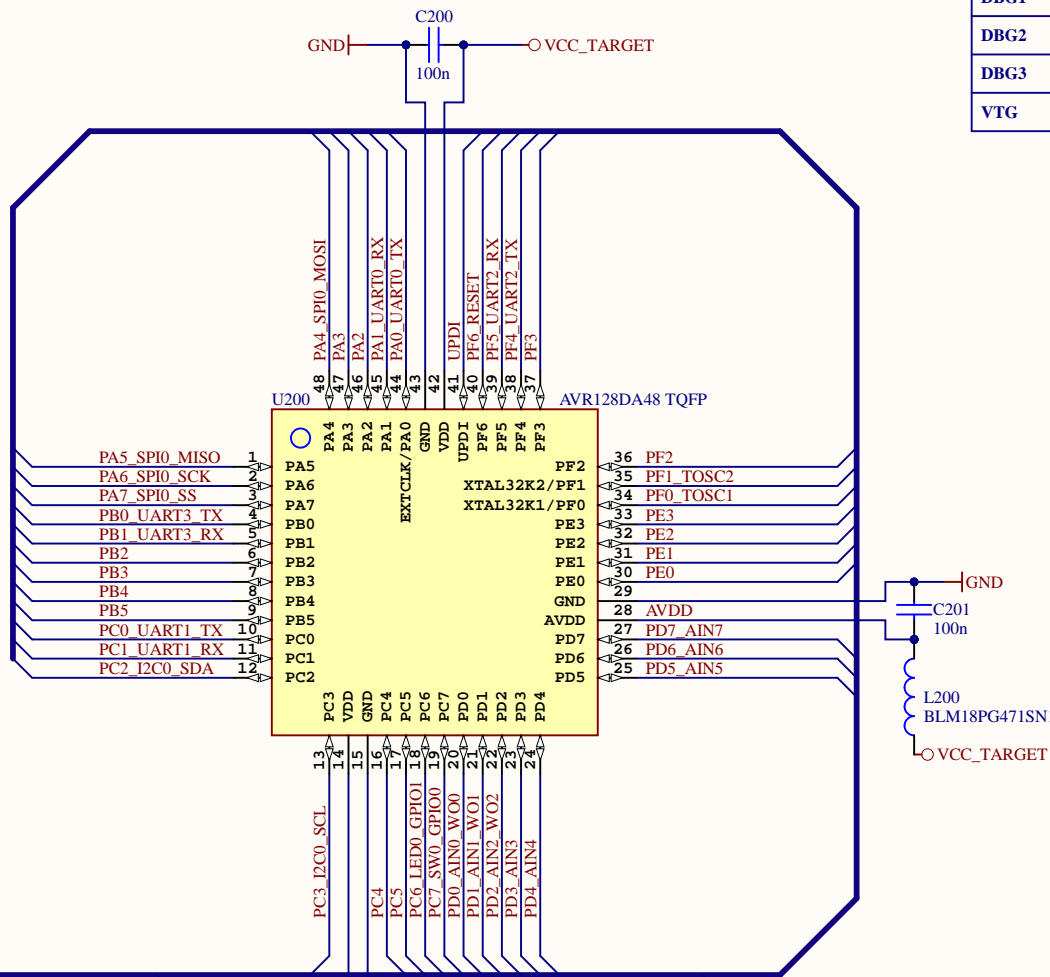 DBG1
DBG2
DBG3
VTG
C200
GND
VCC_TARGET
100n
PA4_SPI0_MOSI
PA3
PA2
PA1_UART0_RX
PA0_UART0_TX
UPDI
PF6_RESET
PF5_UART2_RX
PF4_UART2_TX
PF3
48
47
46
45
44
43
42
41
40
39
38
37
U200
AVR128DA48 TQFP
PA4
PA3
PA2
PA1
EXTCLK/PA0
GND
VDD
UPDI
PF6
PF5
PF4
PF3
PA5_SPI0_MISO 1 PA5
PA6_SPI0_SCK 2 PA6
PA7_SPI0_SS 3 PA7
PB0_UART3_TX 4 PB0
PB1_UART3_RX 5 PB1
PB2 6 PB2
PB3 7 PB3
PB4 8 PB4
PB5 9 PB5
PC0_UART1_TX 10 PC0
PC1_UART1_RX 11 PC1
PC2_I2C0_SDA 12 PC2
PF2 36 PF2
XTAL32K2/PF1 35 PF1_TOSC2
XTAL32K1/PF0 34 PF0_TOSC1
PE3 33 PE3
PE2 32 PE2
PE1 31 PE1
PE0 30 PE0
GND 29
AVDD 28 AVDD
PD7 27 PD7_AIN7
PD6 26 PD6_AIN6
PD5 25 PD5_AIN5
GND
C201
100n
L200
BLM18PG471SN1
VCC_TARGET
PC3
VDD
GND
PC4
PC5
PC6
PC7
PD0
PD1
PD2
PD3
PD4
13
14
15
16
17
18
19
20
21
22
23
24
PC3_I2C0_SCL
PC4
PC5
PC6_LED0_GPIO1
PC7_SW0_GPIO0
PD0_AIN0_WO0
PD1_AIN1_WO1
PD2_AIN2_WO2
PD3_AIN3
PD4_AIN4